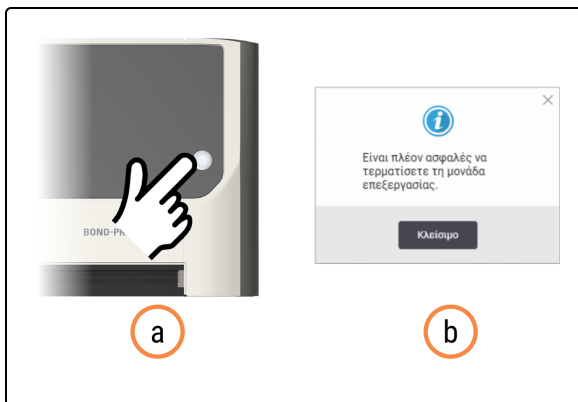 BOND-PR
Είναι πλέον ασφαλές να
τερματίσετε τη μονάδα
επεξεργασίας.
Κλείσιμο
a
b